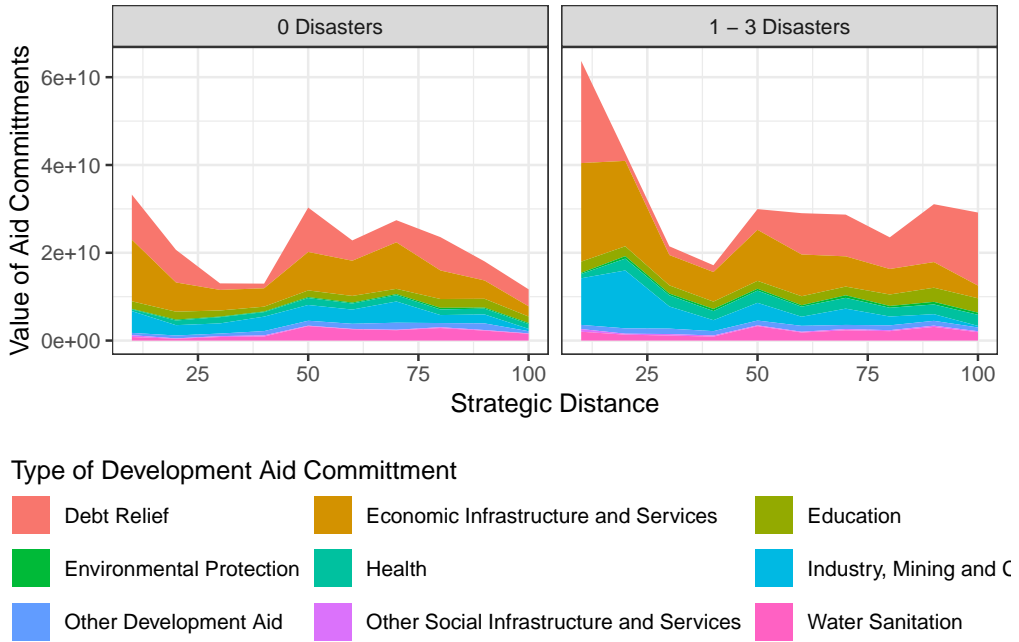 0 Disasters
1 − 3 Disasters
Value of Aid Committments
6e+10
4e+10
2e+10
0e+00
25 50 75 100 25 50 75 100
Strategic Distance
Type of Development Aid Committment
Debt Relief Economic Infrastructure and Services Education
Environmental Protection Health Industry, Mining and
Other Development Aid Other Social Infrastructure and Services Water Sanitation